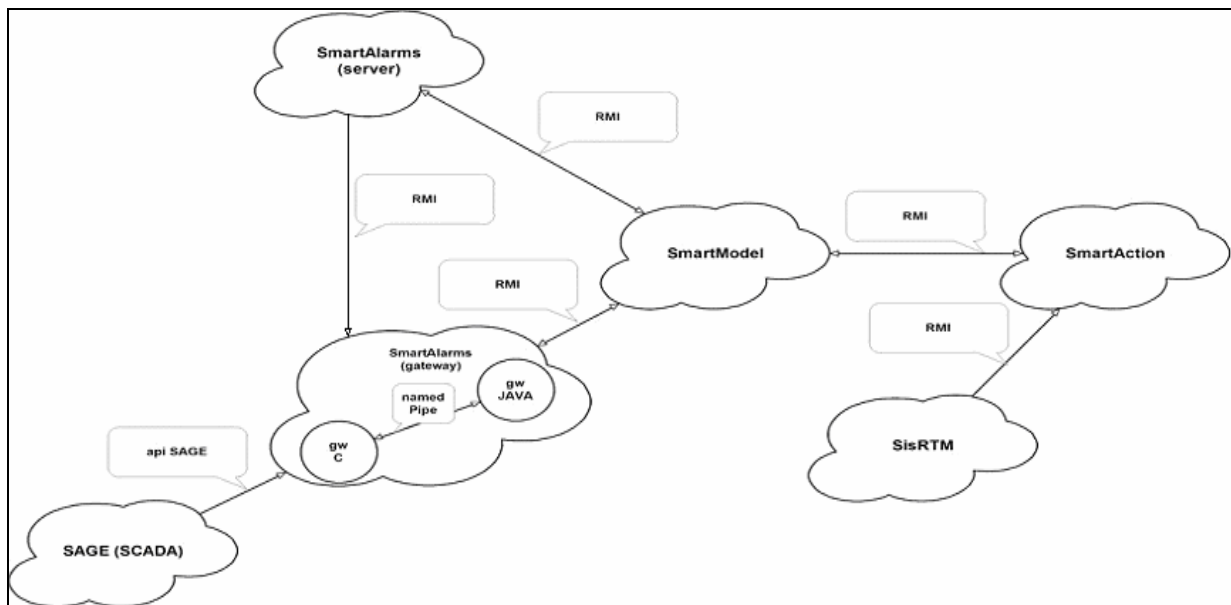 SmartAlarms
(server)
RMI
RMI
RMI
SmartModel
RMI
SmartAction
RMI
SmartAlarms
(gateway)
gw
JAVA
named
Pipe
gw
C
api SAGE
SisRTM
SAGE (SCADA)